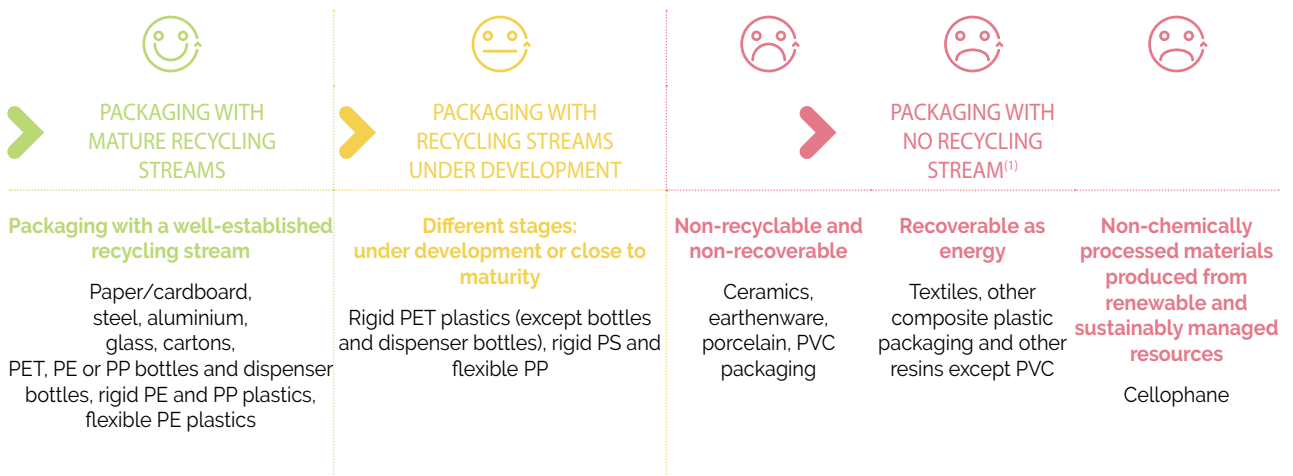 PACKAGING WITH
MATURE RECYCLING
STREAMS
PACKAGING WITH
RECYCLING STREAMS
UNDER DEVELOPMENT
PACKAGING WITH
NO RECYCLING
STREAM(1)
Packaging with a well-established
recycling stream
Paper/cardboard,
steel, aluminium,
glass, cartons,
PET, PE or PP bottles and dispenser
bottles, rigid PE and PP plastics,
flexible PE plastics
Different stages:
under development or close to
maturity
Rigid PET plastics (except bottles
and dispenser bottles), rigid PS and
flexible PP
Non-recyclable and
non-recoverable
Ceramics,
earthenware,
porcelain, PVC
packaging
Recoverable as
energy
Textiles, other
composite plastic
packaging and other
resins except PVC
Non-chemically
processed materials
produced from
renewable and
sustainably managed
resources
Cellophane